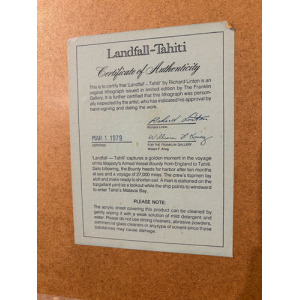 Landfall-Tahiti
Certificate of Authenticity
This is to certify that 'Landfall – Tahiti' by Richard Linton is an
original lithograph issued in limited edition by The Franklin
Gallery. It is further certified that this lithograph was person-
ally inspected by the artist, who has indicated his approval by
hand-signing and dating the work.
Richard Linton
Richard Linton,
MAR 1 1979
William F. Krieg
FOR THE FRANKLIN GALLERY
William F. Krieg
Landfall — Tahiti captures a golden moment in the voyage
of His Majesty's Armed Vessel Bounty from England to Tahiti.
Sails following, the Bounty heads for harbor after ten months
at sea and a voyage of 27,000 miles. The crew's topmen lay
aloft and make ready to shorten sail. A man is stationed on the
topgallant yard as a lookout while the ship points to windward
to enter Tahiti's Matavai Bay.
PLEASE NOTE:
The acrylic sheet covering this product can be cleaned by
gently wiping it with a weak solution of mild detergent and
water. Please do not use strong cleaners, abrasive powders,
commercial glass cleaners or any type of solvent since those
substances may cause damage.